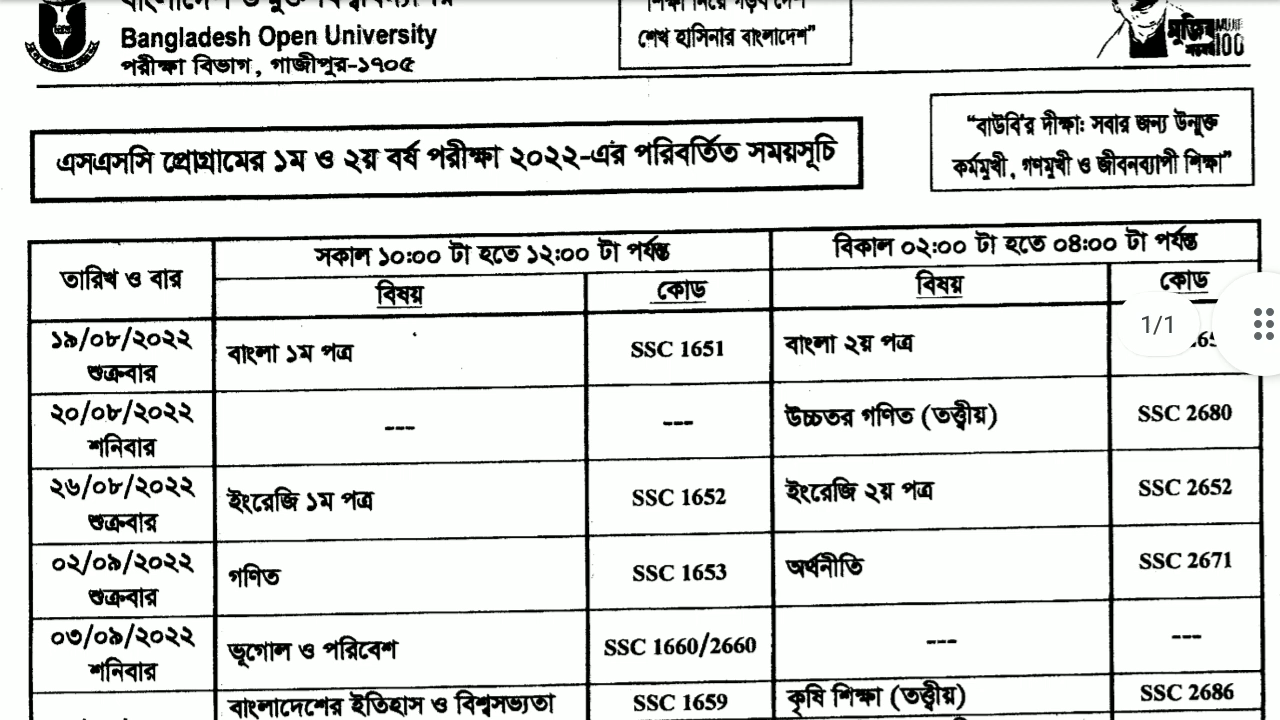 Bangladesh Open University
পরীক্ষা বিভাগ, গাজীপুর-১৭০৫
শেখ হাসিনার বাংলাদেশ”
100
“বাউবি’র দীক্ষা: সবার জন্য উন্মুক্ত
কর্মমুখী, গণমুখী ও জীবনব্যাপী শিক্ষা”
এসএসসি প্রোগ্রামের ১ম ও ২য় বর্ষ পরীক্ষা ২০২২-এর পরিবর্তিত সময়সূচি
তারিখ ও বার
সকাল ১০:০০ টা হতে ১২:০০ টা পর্যন্ত
বিকাল ০২:০০ টা হতে ০৪:০০ টা পর্যন্ত
বিষয়
কোড
বিষয়
কোড
১৯/০৮/২০২২
শুক্রবার
বাংলা ১ম পত্র
SSC 1651
বাংলা ২য় পত্র
1/1
২০/০৮/২০২২
শনিবার
---
---
উচ্চতর গণিত (তত্ত্বীয়)
SSC 2680
২৬/০৮/২০২২
শুক্রবার
ইংরেজি ১ম পত্র
SSC 1652
ইংরেজি ২য় পত্র
SSC 2652
০২/০৯/২০২২
শুক্রবার
গণিত
SSC 1653
অর্থনীতি
SSC 2671
০৩/০৯/২০২২
শনিবার
ভূগোল ও পরিবেশ
SSC 1660/2660
---
---
বাংলাদেশের ইতিহাস ও বিশ্বসভ্যতা
SSC 1659
কৃষি শিক্ষা (তত্ত্বীয়)
SSC 2686